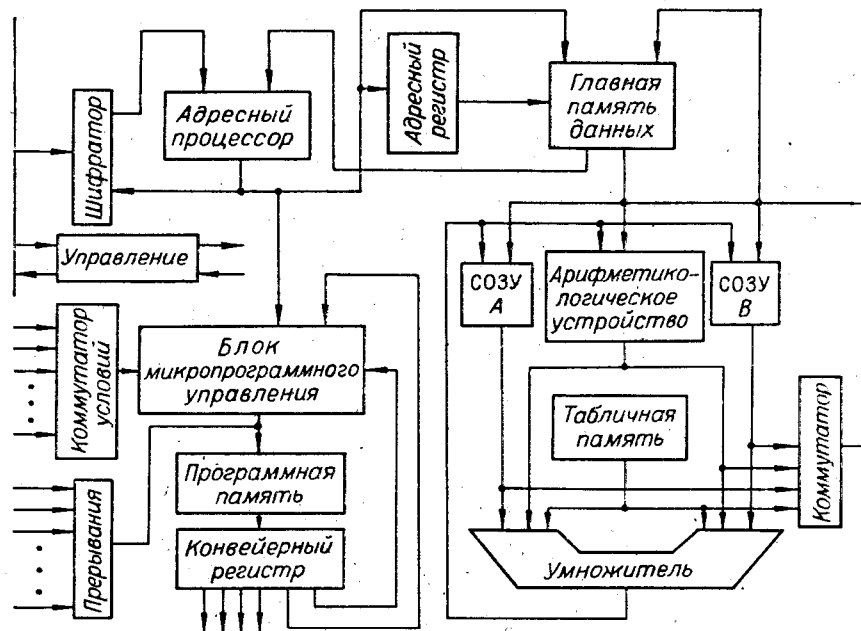 Шифратор
Адресный
процессор
Адресный
регистр
Главная
память
данных
Управление
СОЗУ
А
Арифметико-
логическое
устройство
СОЗУ
В
Коммутатор
условий
Блок
микропрограммного
управления
Табличная
память
Коммутатор
Прерывания
Программная
память
Конвейерный
регистр
Умножитель